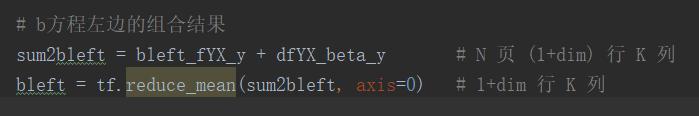 # b方程左边的组合结果
sum2bleft = bleft_fYX_y + dfYX_beta_y # N 页 (1+dim) 行 K 列
bleft = tf.reduce_mean(sum2bleft, axis=0) # 1+dim 行 K 列